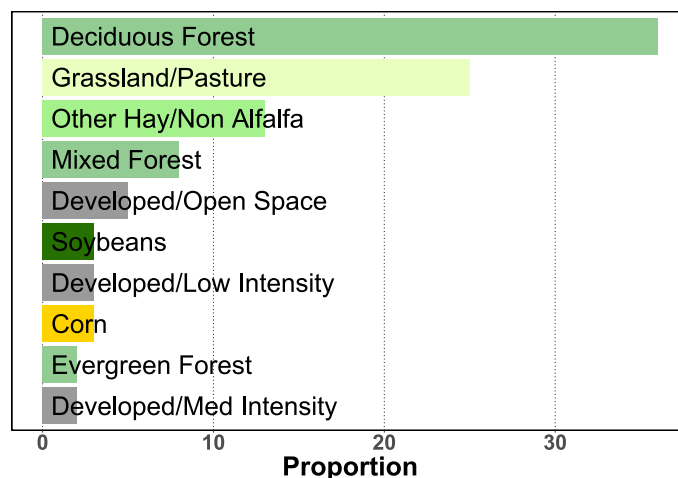 Deciduous Forest
Grassland/Pasture
Other Hay/Non Alfalfa
Mixed Forest
Developed/Open Space
Soybeans
Developed/Low Intensity
Corn
Evergreen Forest
Developed/Med Intensity
0 10 20 30
Proportion